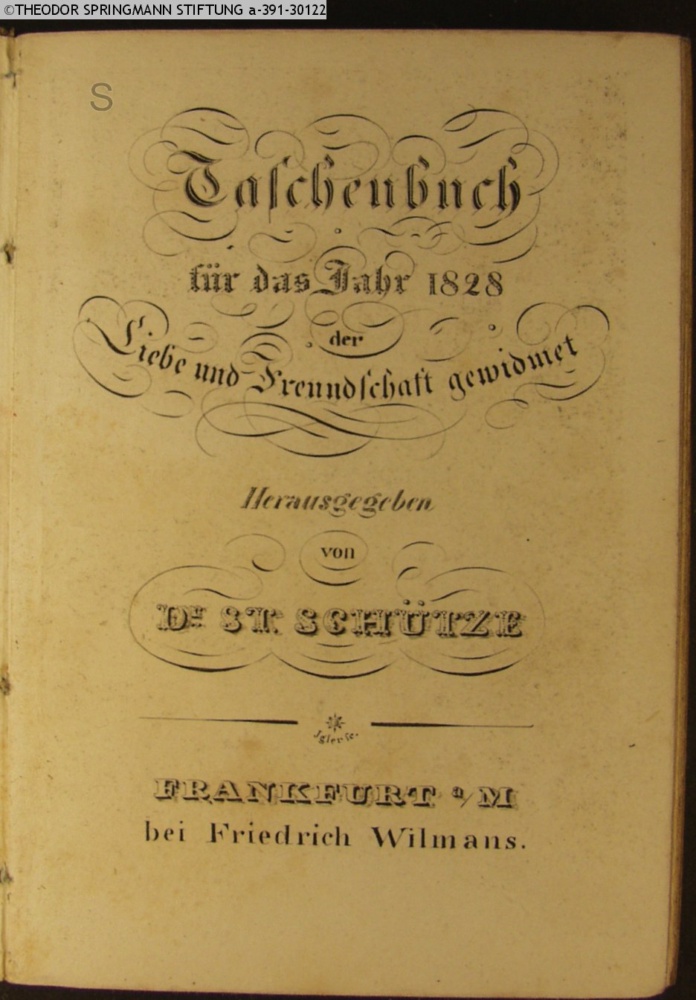 ©THEODOR SPRINGMANN STIFTUNG a-391-30122
S
Taschenbuch
für das Jahr 1828
der
Liebe und Freundschaft gewidmet
Herausgegeben
von
Dr. ST. SCHÜTZE
FRANKFURT a/M
bei Friedrich Wilmans.